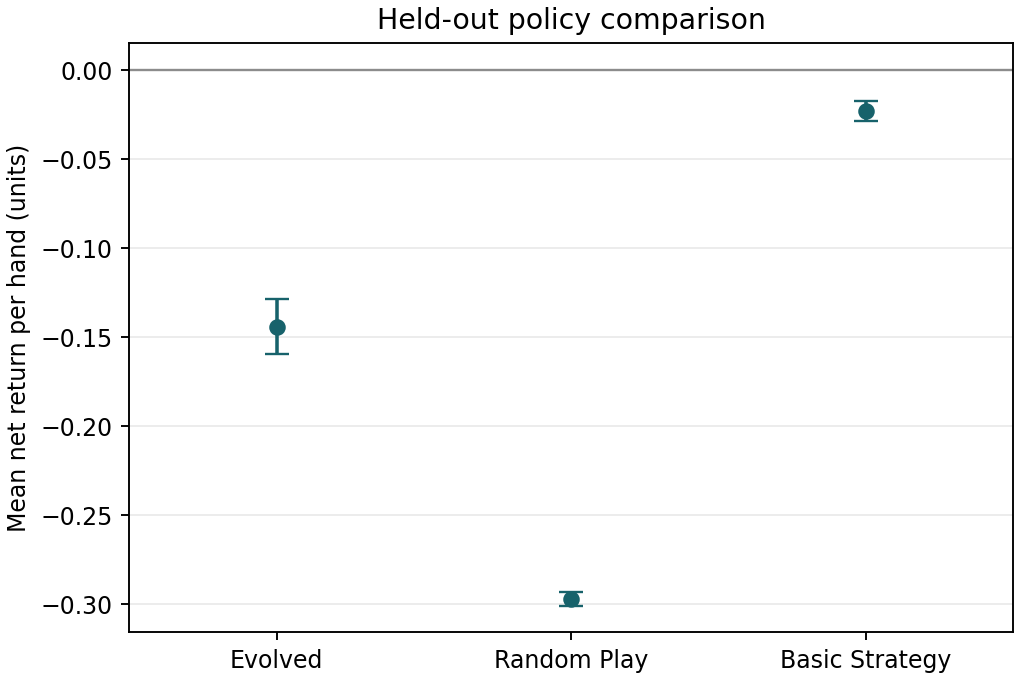 Held-out policy comparison
Mean net return per hand (units)
0.00
−0.05
−0.10
−0.15
−0.20
−0.25
−0.30
Evolved
Random Play
Basic Strategy